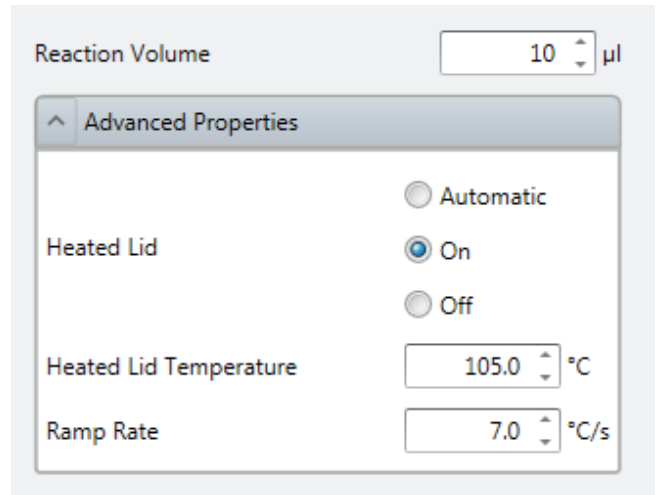 Reaction Volume 10 µl
Advanced Properties
Automatic
Heated Lid On
Off
Heated Lid Temperature 105.0 °C
Ramp Rate 7.0 °C/s